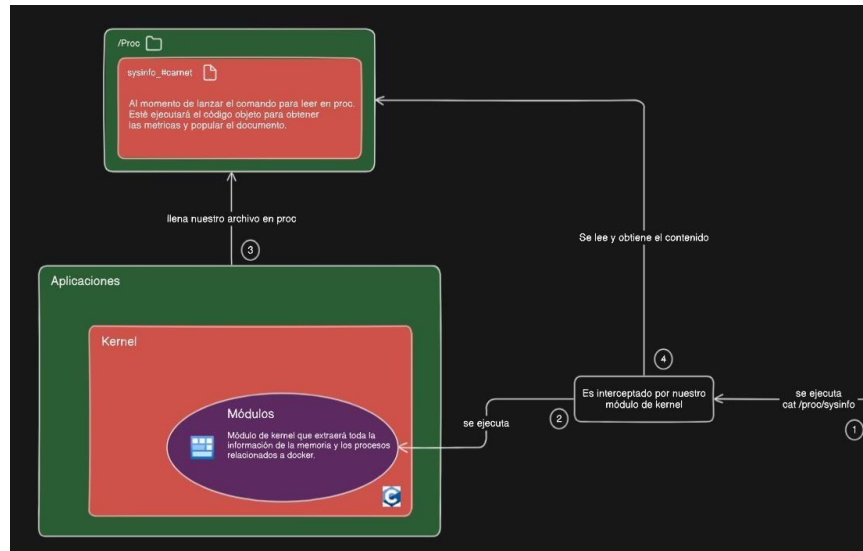 /Proc
sysinfo_#carnet
Al momento de lanzar el comando para leer en proc.
Esté ejecutará el código objeto para obtener
las metricas y popular el documento.
llena nuestro archivo en proc
3
Se lee y obtiene el contenido
Aplicaciones
Kernel
Módulos
Módulo de kernel que extraerá toda la
información de la memoria y los procesos
relacionados a docker.
C
se ejecuta
2
4
Es interceptado por nuestro
módulo de kernel
se ejecuta
cat /proc/sysinfo
1